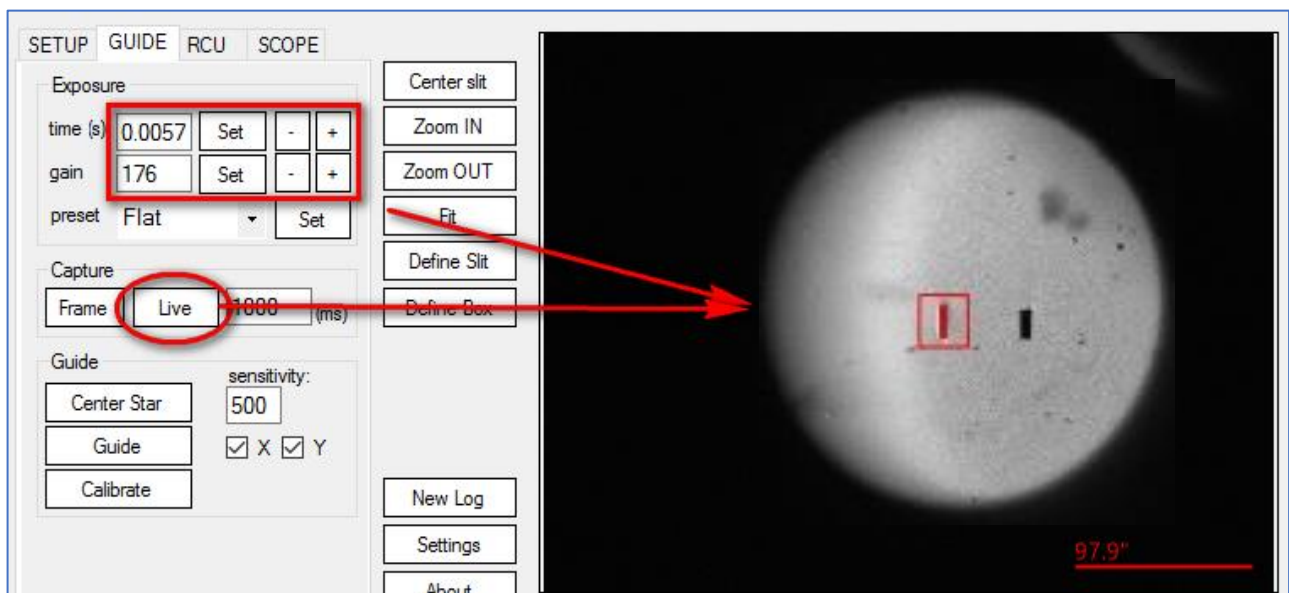 SETUP GUIDE RCU SCOPE
Exposure
time (s) 0.0057 Set - +
gain 176 Set - +
preset Flat Set
Capture
Frame Live 1000 (ms)
Guide
sensitivity:
Center Star 500
Guide X Y
Calibrate
Center slit
Zoom IN
Zoom OUT
Fit
Define Slit
Define Box
New Log
Settings
About
97.9"